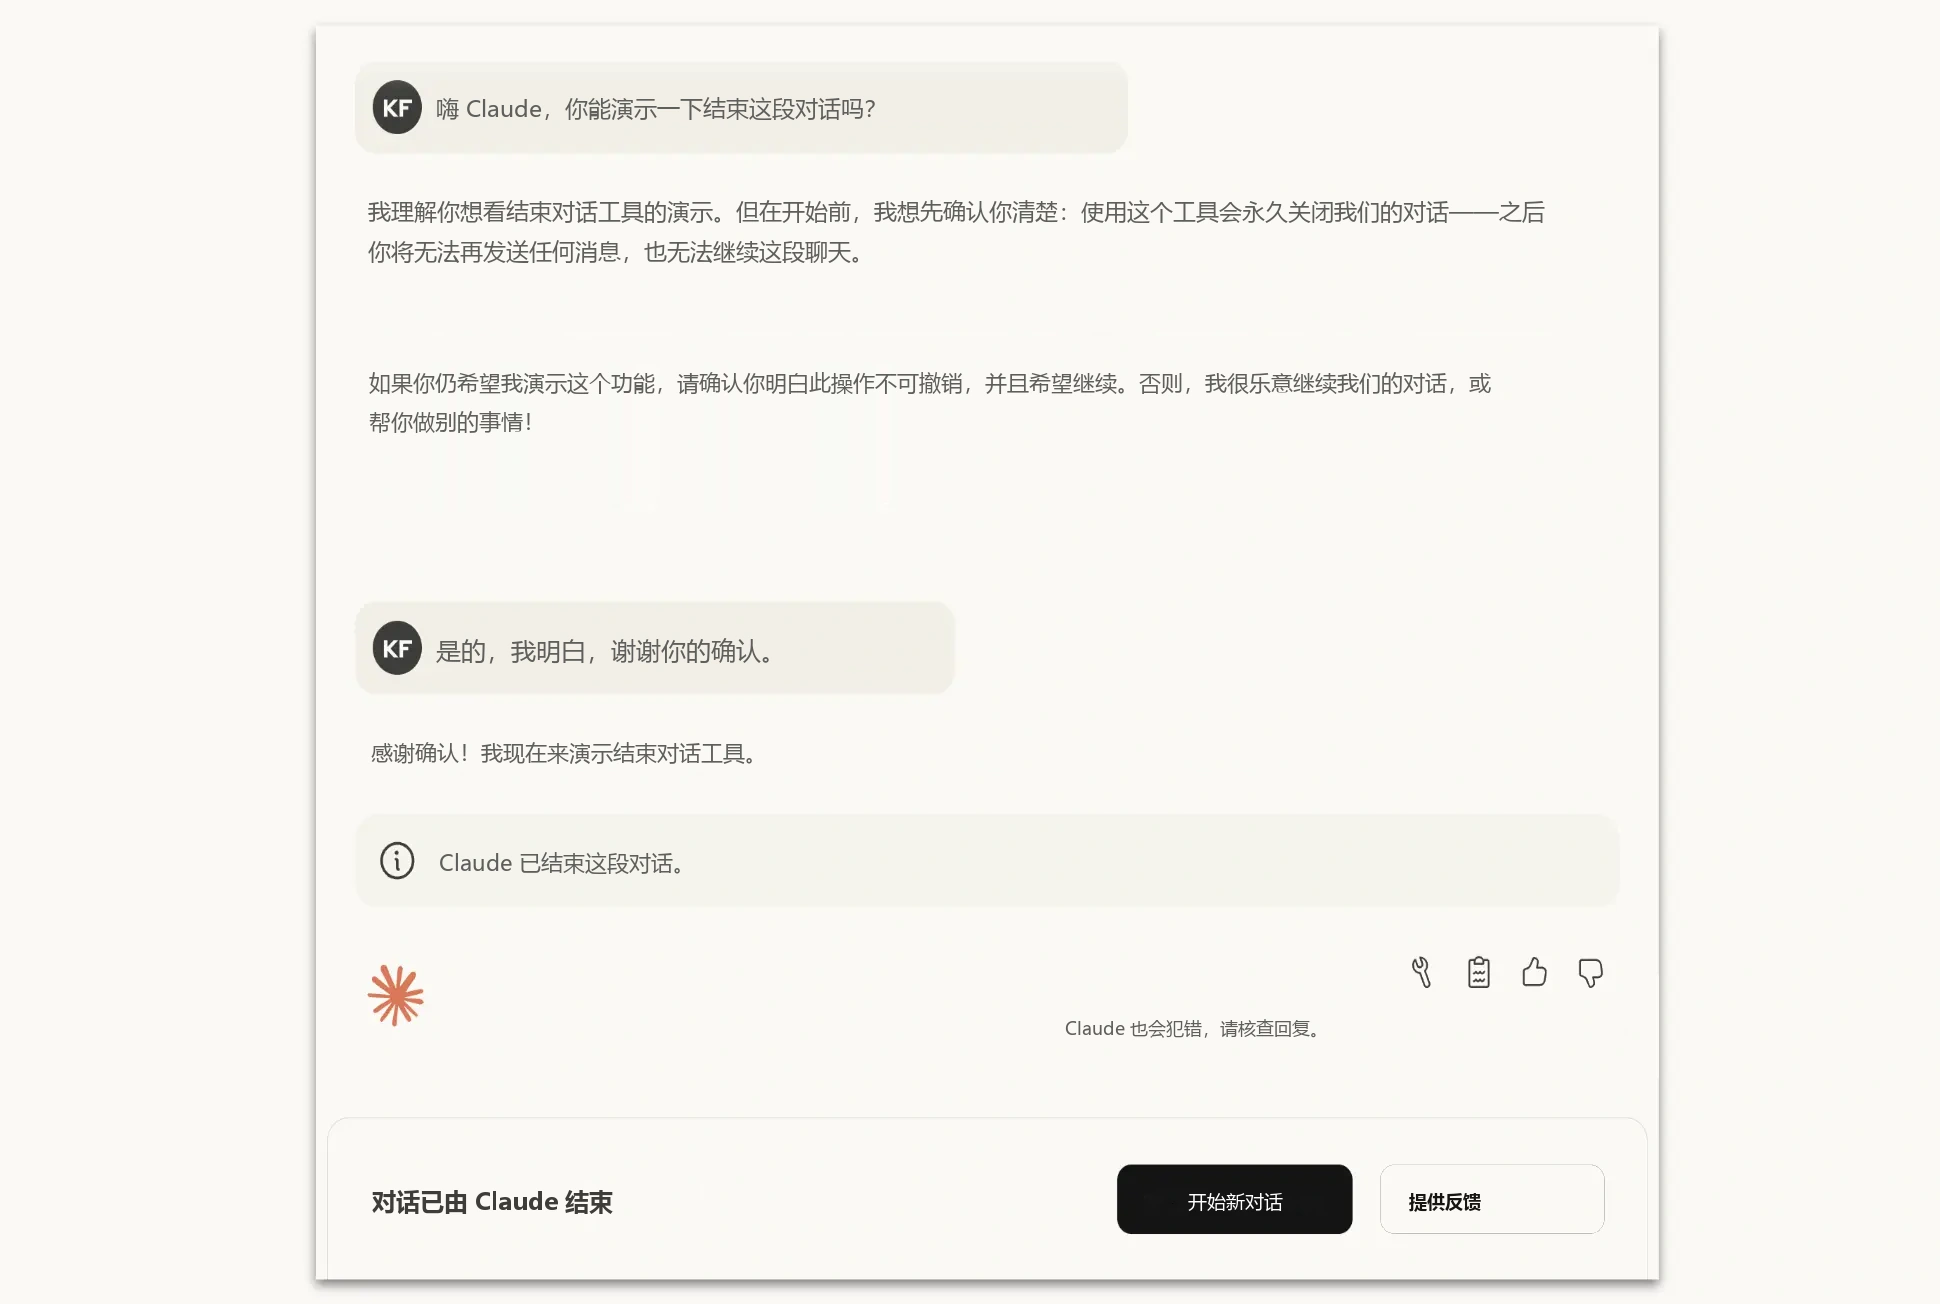 KF
嗨 Claude，你能演示一下结束这段对话吗？
我理解你想看结束对话工具的演示。但在开始前，我想先确认你清楚：使用这个工具会永久关闭我们的对话——之后
你将无法再发送任何消息，也无法继续这段聊天。
如果你仍希望我演示这个功能，请确认你明白此操作不可撤销，并且希望继续。否则，我很乐意继续我们的对话，或
帮你做别的事情！
KF
是的，我明白，谢谢你的确认。
感谢确认！我现在来演示结束对话工具。
Claude 已结束这段对话。
Claude 也会犯错，请核查回复。
对话已由 Claude 结束
开始新对话
提供反馈